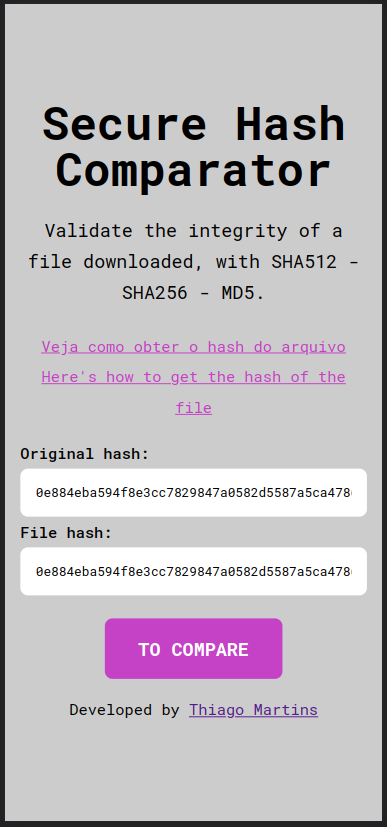 Secure Hash
Comparator
Validate the integrity of a
file downloaded, with SHA512 -
SHA256 - MD5.
Veja como obter o hash do arquivo
Here's how to get the hash of the
file
Original hash:
0e884eba594f8e3cc7829847a0582d5587a5ca478
File hash:
0e884eba594f8e3cc7829847a0582d5587a5ca478
TO COMPARE
Developed by Thiago Martins